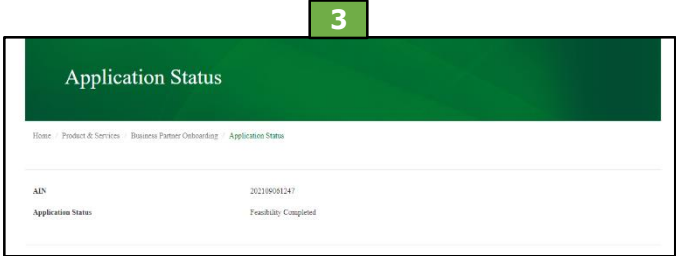 3
Application Status
Home / Product & Services / Business Partner Onboarding / Application Status
AIN 202109061247
Application Status Feasibility Completed